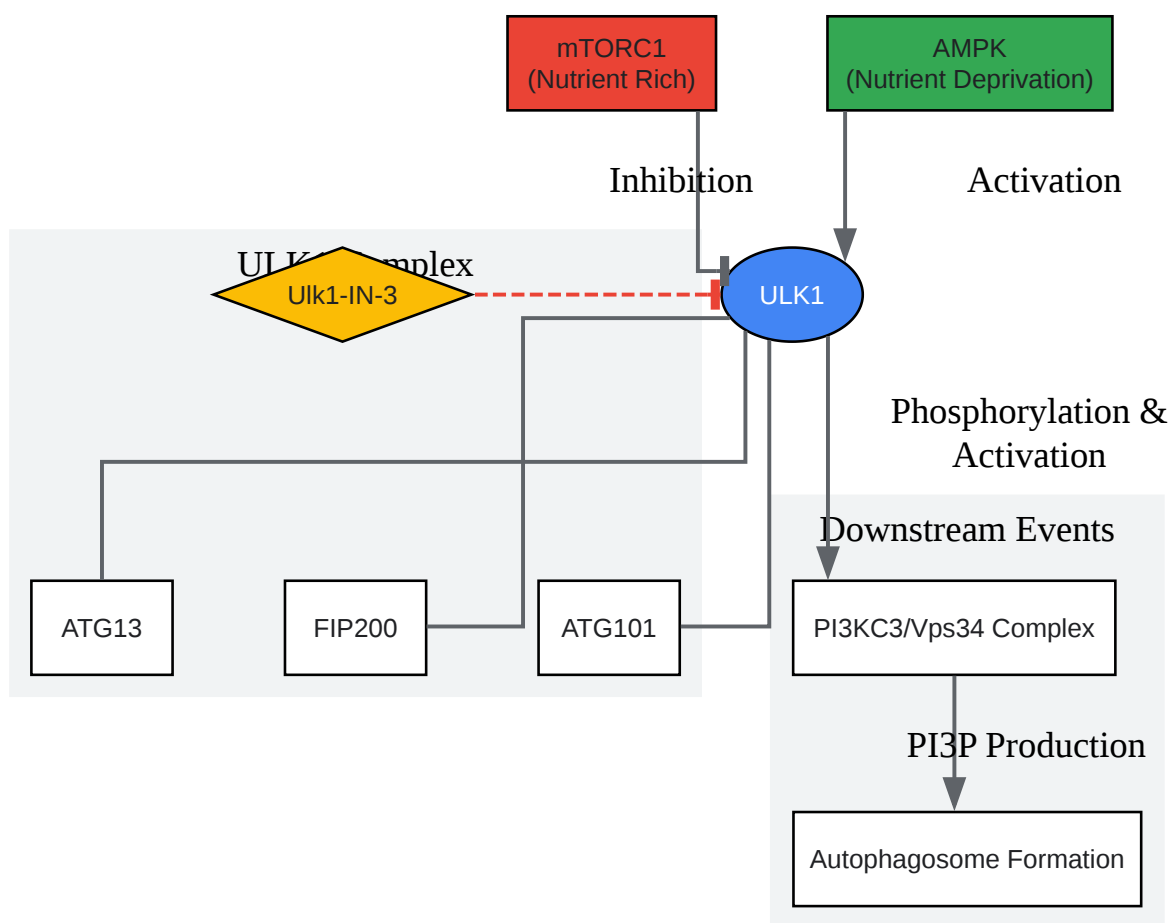 mTORC1
(Nutrient Rich)
AMPK
(Nutrient Deprivation)
Inhibition
Activation
Ulk1-IN-3
ULK1
Phosphorylation &
Activation
Downstream Events
ATG13
FIP200
ATG101
PI3KC3/Vps34 Complex
PI3P Production
Autophagosome Formation